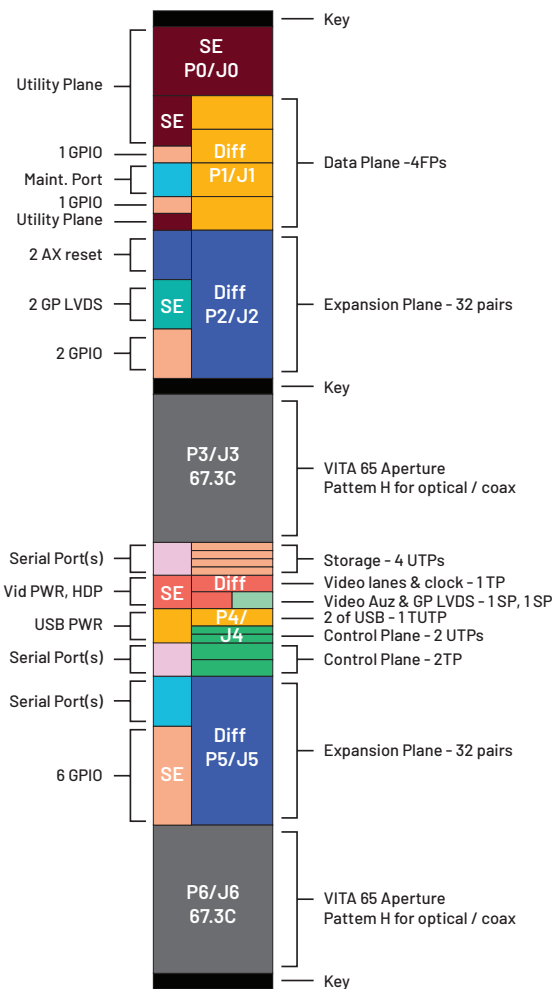 Key
SE
P0/J0
Utility Plane
SE
1 GPIO
Diff
P1/J1
Data Plane -4FPs
Maint. Port
1 GPIO
Utility Plane
2 AX reset
2 GP LVDS
SE
Diff
P2/J2
Expansion Plane - 32 pairs
2 GPIO
Key
P3/J3
67.3C
VITA 65 Aperture
Pattem H for optical / coax
Serial Port(s)
Storage - 4 UTPs
Vid PWR, HDP
SE
Diff
Video lanes & clock - 1 TP
Video Auz & GP LVDS - 1 SP, 1 SP
USB PWR
P4/
J4
2 of USB - 1 TUTP
Control Plane - 2 UTPs
Serial Port(s)
Control Plane - 2TP
Serial Port(s)
Diff
P5/J5
Expansion Plane - 32 pairs
6 GPIO
SE
P6/J6
67.3C
VITA 65 Aperture
Pattem H for optical / coax
Key